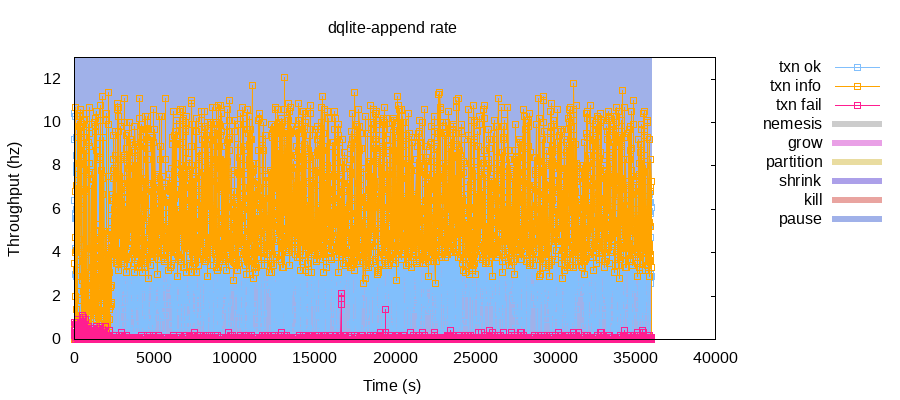 dqlite-append rate
Throughput (hz)
12
10
8
6
4
2
0
0 5000 10000 15000 20000 25000 30000 35000 40000
Time (s)
txn ok
txn info
txn fail
nemesis
grow
partition
shrink
kill
pause